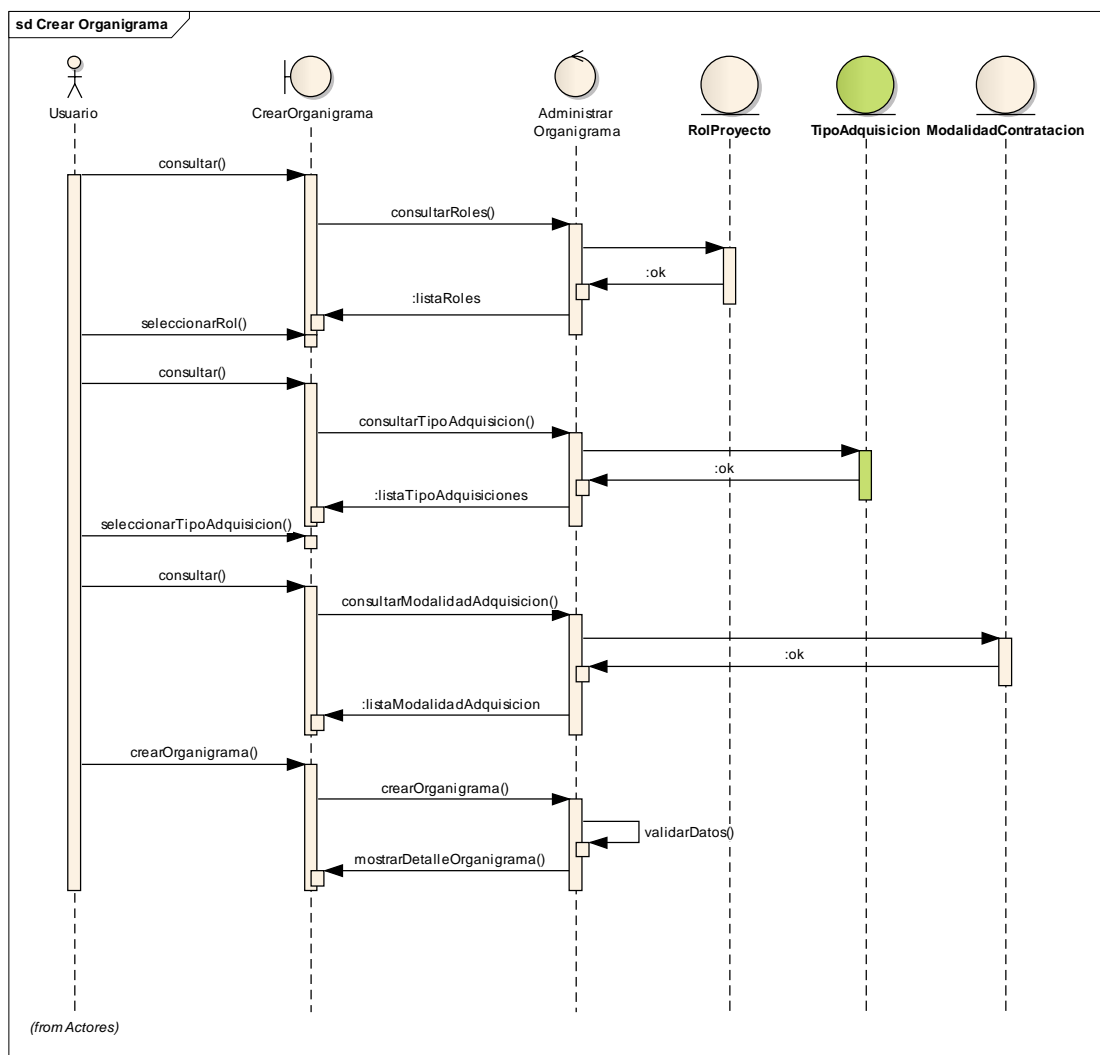 sd Crear Organigrama
Usuario
CrearOrganigrama
Administrar
Organigrama
RolProyecto
TipoAdquisicion
ModalidadContratacion
consultar()
consultarRoles()
:ok
:listaRoles
seleccionarRol()
consultar()
consultarTipoAdquisicion()
:ok
:listaTipoAdquisiciones
seleccionarTipoAdquisicion()
consultar()
consultarModalidadAdquisicion()
:ok
:listaModalidadAdquisicion
crearOrganigrama()
crearOrganigrama()
validarDatos()
mostrarDetalleOrganigrama()
(from Actores)